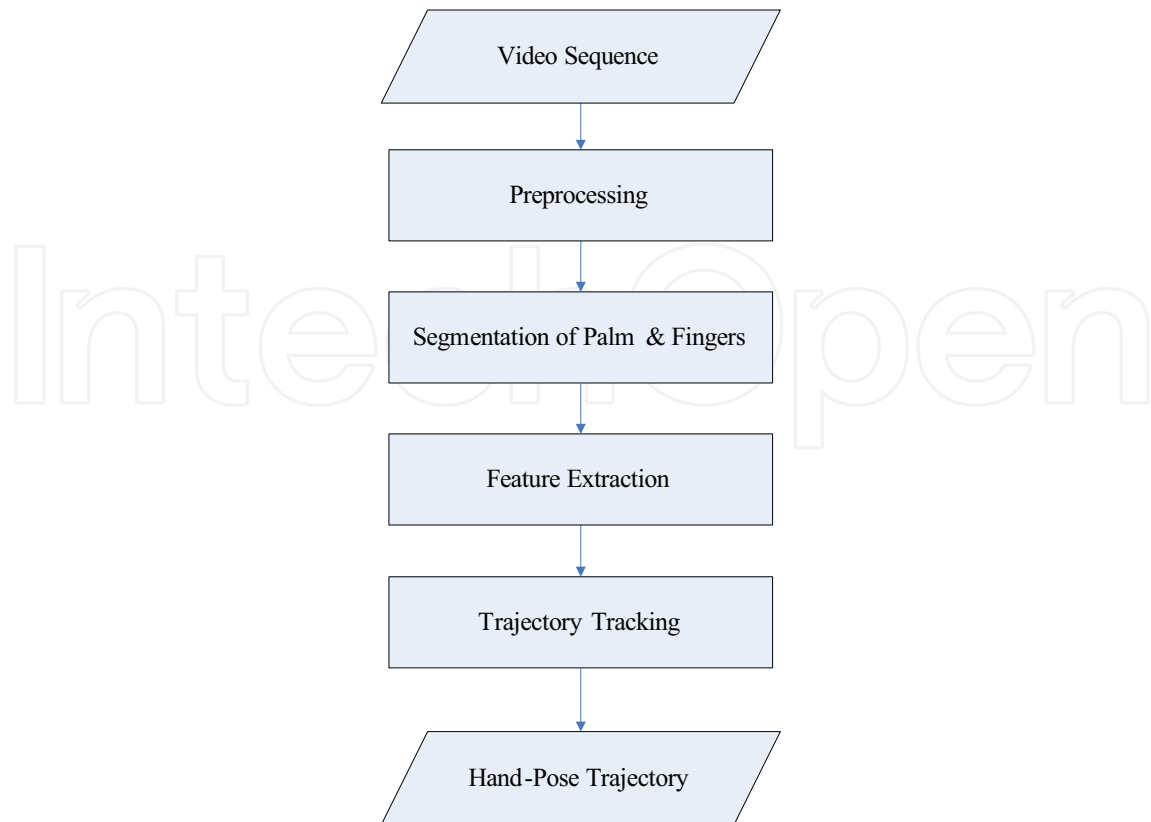 Video Sequence
Preprocessing
IntechOpen
Segmentation of Palm & Fingers
Feature Extraction
Trajectory Tracking
Hand-Pose Trajectory